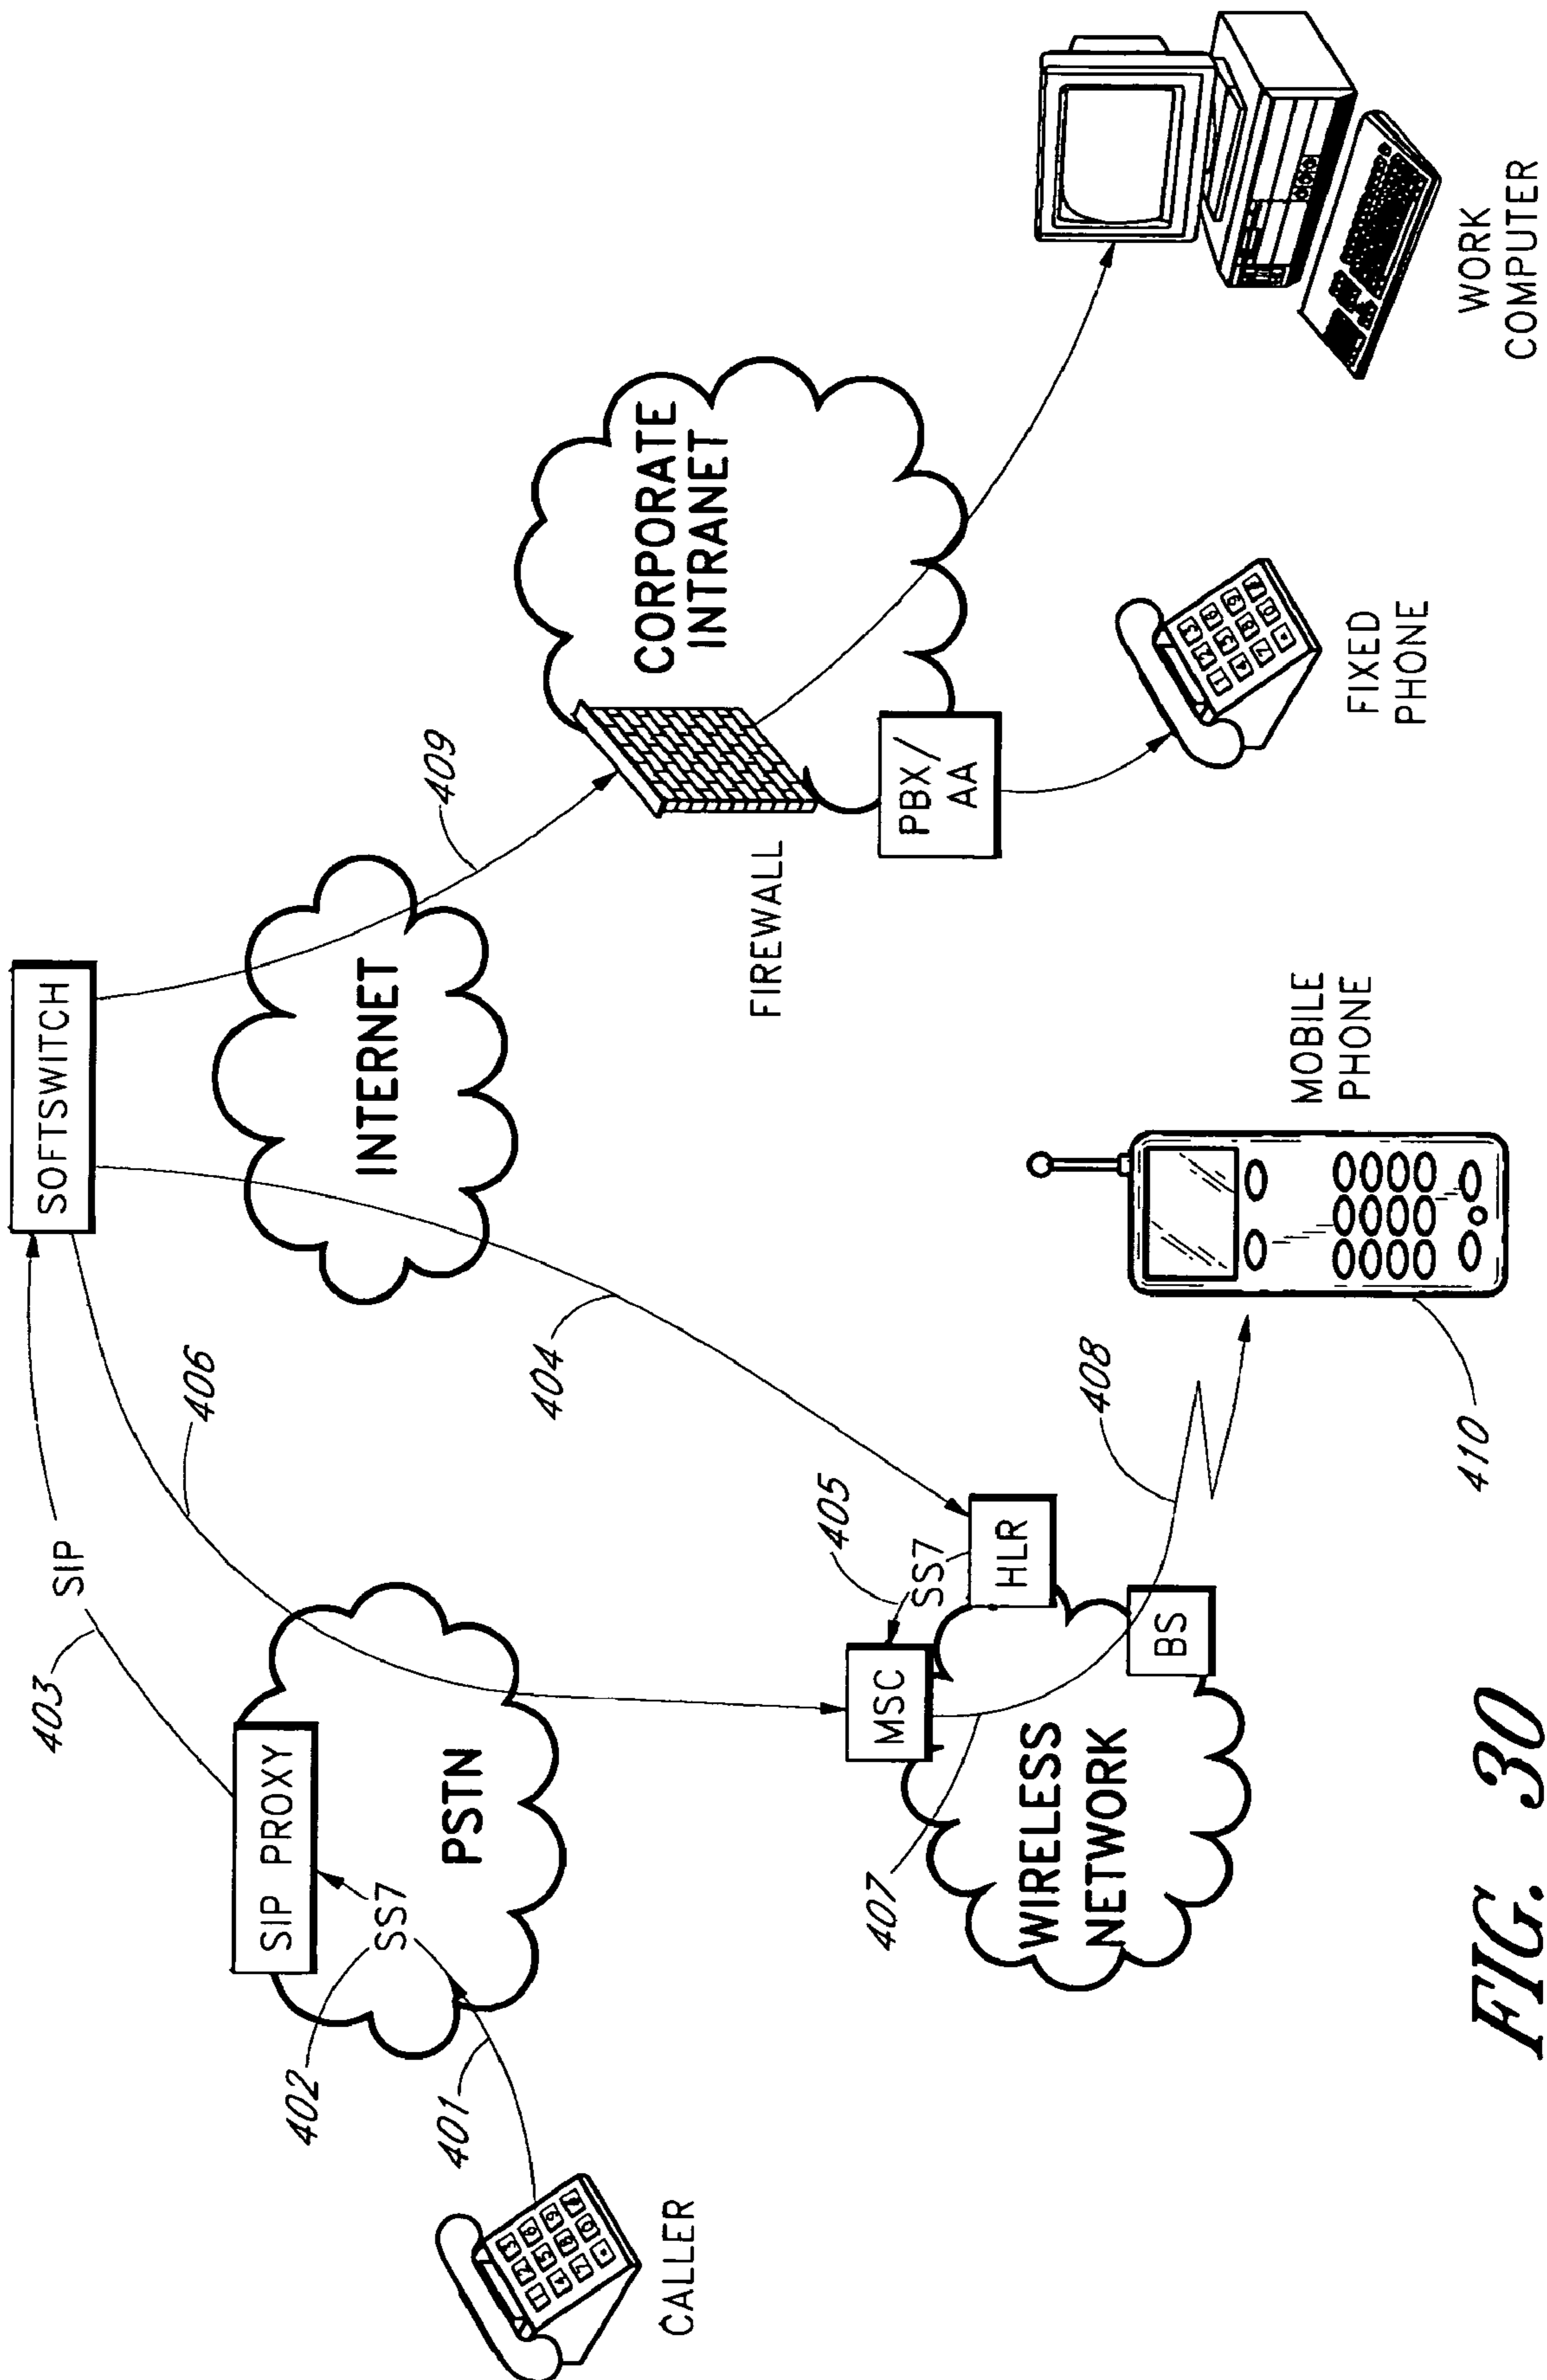 SOFTSWITCH
403
SIP
406
409
SIP PROXY
INTERNET
402
SS7
PSTN
404
CORPORATE
INTRANET
401
FIREWALL
CALLER
405
SS7
MSC
HLR
PBX/
AA
407
WIRELESS
NETWORK
BS
408
MOBILE
PHONE
410
FIXED
PHONE
WORK
COMPUTER
FIG. 30